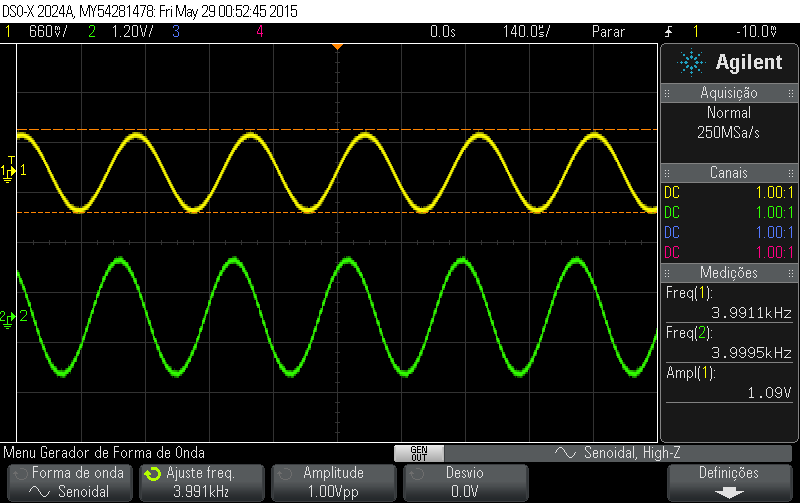 DSO-X 2024A, MY54281478: Fri May 29 00:52:45 2015
1 660ᵐV/ 2 1.20V/ 3 4 0.0s 140.0µs/ Parar 1 -10.0ᵐV
Agilent
Aquisição
Normal
250MSa/s
Canais
DC 1.00:1
DC 1.00:1
DC 1.00:1
DC 1.00:1
Medições
Freq(1):
3.9911kHz
Freq(2):
3.9995kHz
Ampl(1):
1.09V
T
1 1
2 2
Menu Gerador de Forma de Onda
GEN OUT
Senoidal, High-Z
Forma de onda
Senoidal
Ajuste freq.
3.991kHz
Amplitude
1.00Vpp
Desvio
0.0V
Definições